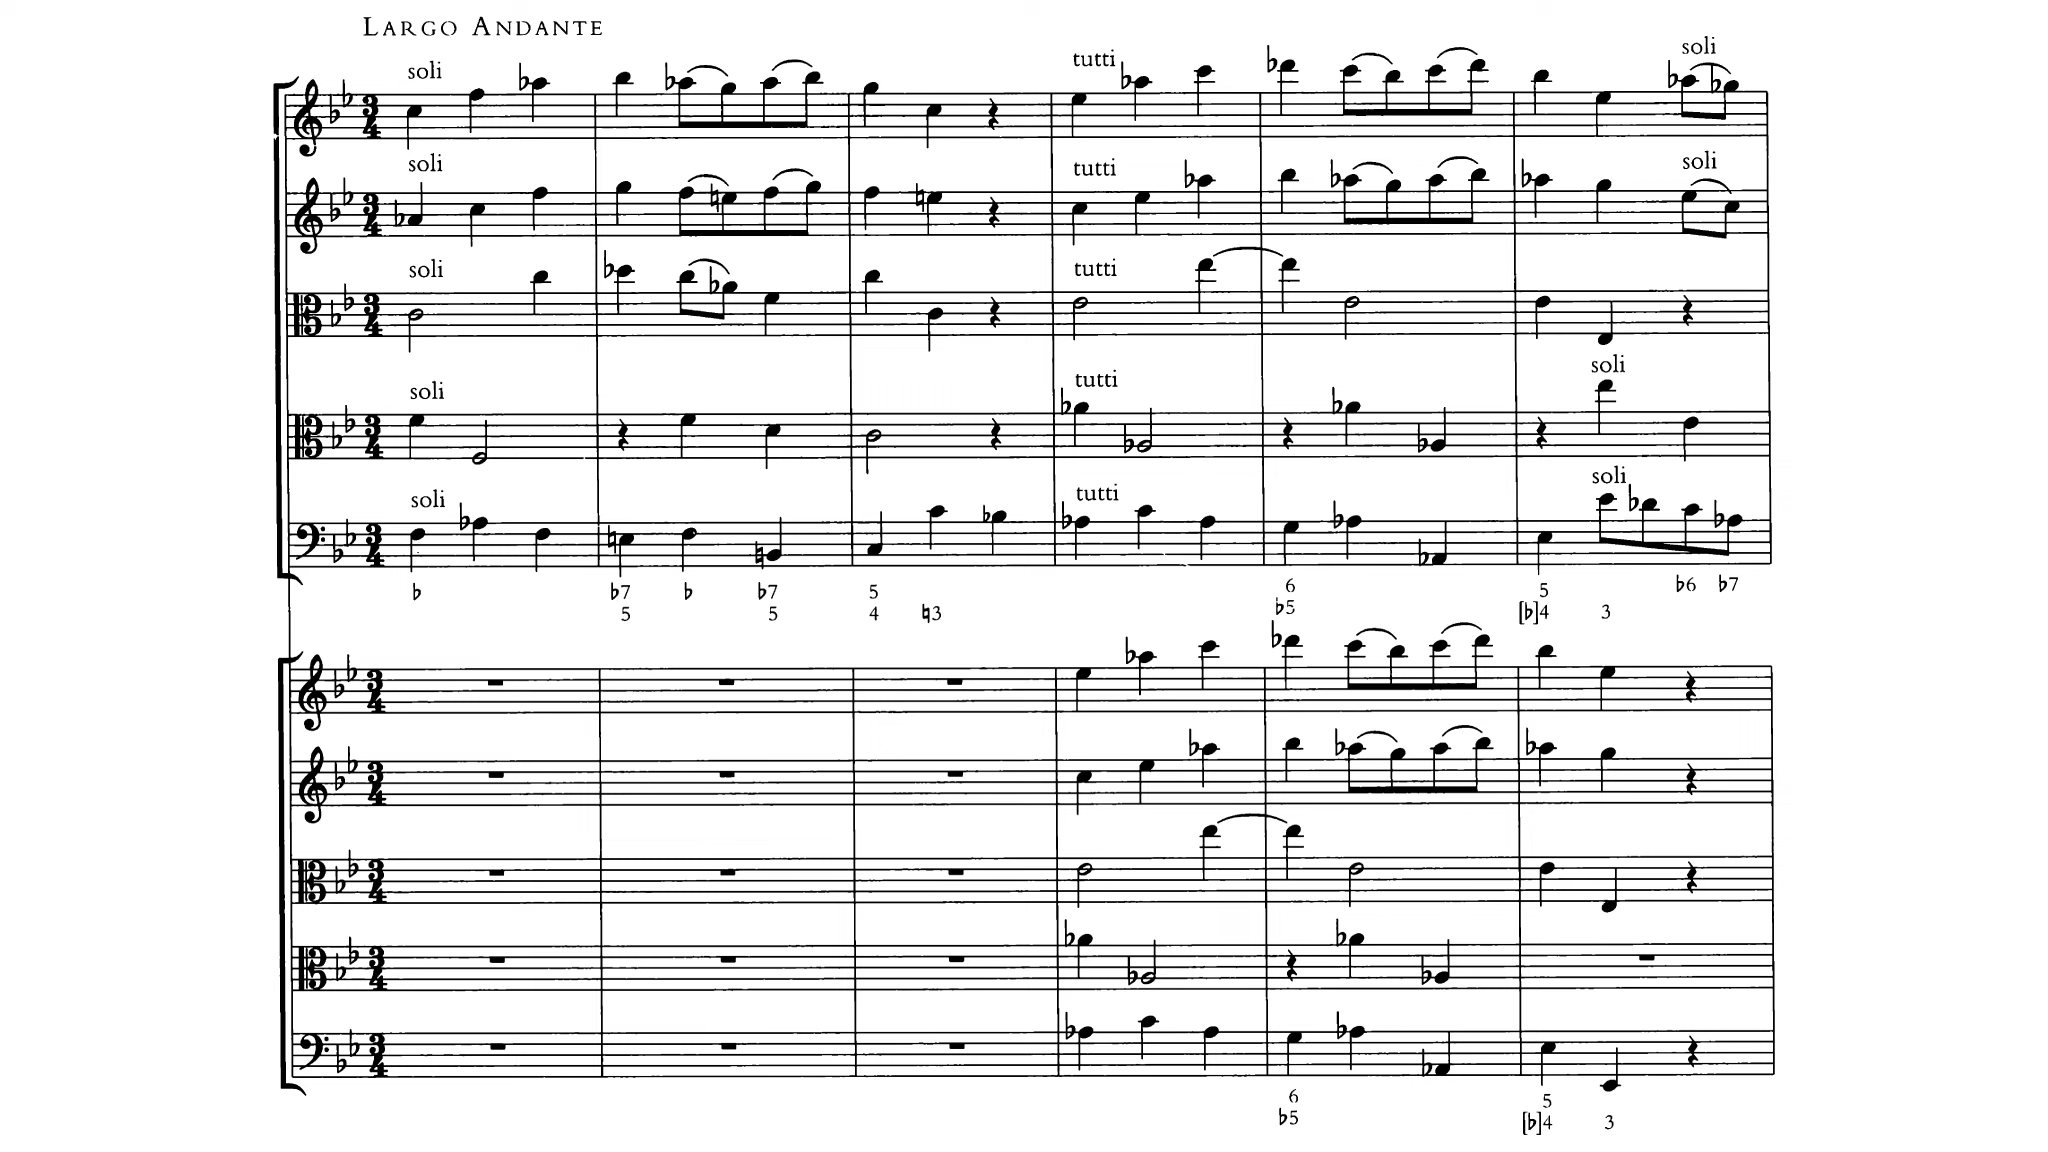 LARGO ANDANTE
soli tutti soli
soli tutti soli
soli tutti
soli tutti soli
soli tutti soli
♭ ♭7 ♭ ♭7 5 6 5 ♭6 ♭7
5 5 4 ♮3 ♭5 [♭]4 3
6 5
♭5 [♭]4 3